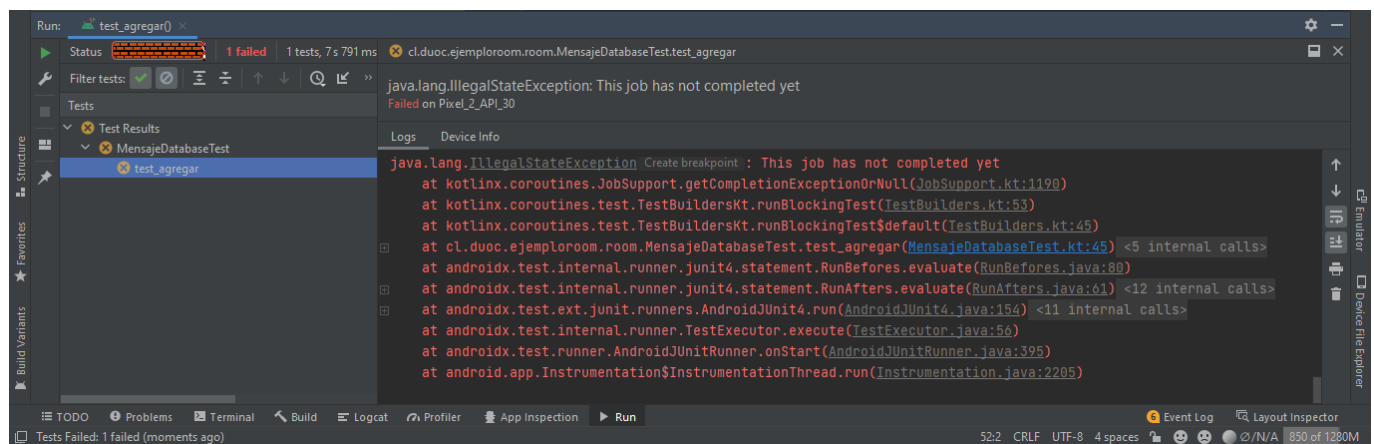 Run: test_agregar() ×
Status 1 failed 1 tests, 7 s 791 ms cl.duoc.ejemploroom.room.MensajeDatabaseTest.test_agregar
Filter tests: »
java.lang.IllegalStateException: This job has not completed yet
Failed on Pixel_2_API_30
Tests
Test Results
MensajeDatabaseTest
test_agregar
Logs Device Info
java.lang.IllegalStateException Create breakpoint : This job has not completed yet
at kotlinx.coroutines.JobSupport.getCompletionExceptionOrNull(JobSupport.kt:1190)
at kotlinx.coroutines.test.TestBuildersKt.runBlockingTest(TestBuilders.kt:53)
at kotlinx.coroutines.test.TestBuildersKt.runBlockingTest$default(TestBuilders.kt:45)
at cl.duoc.ejemploroom.room.MensajeDatabaseTest.test_agregar(MensajeDatabaseTest.kt:45) <5 internal calls>
at androidx.test.internal.runner.junit4.statement.RunBefores.evaluate(RunBefores.java:80)
at androidx.test.internal.runner.junit4.statement.RunAfters.evaluate(RunAfters.java:61) <12 internal calls>
at androidx.test.ext.junit.runners.AndroidJUnit4.run(AndroidJUnit4.java:154) <11 internal calls>
at androidx.test.internal.runner.TestExecutor.execute(TestExecutor.java:56)
at androidx.test.runner.AndroidJUnitRunner.onStart(AndroidJUnitRunner.java:395)
at android.app.Instrumentation$InstrumentationThread.run(Instrumentation.java:2205)
Structure
Favorites
Build Variants
Emulator
Device File Explorer
TODO Problems Terminal Build Logcat Profiler App Inspection Run 6 Event Log Layout Inspector
Tests Failed: 1 failed (moments ago) 52:2 CRLF UTF-8 4 spaces ∅/N/A 850 of 1280M